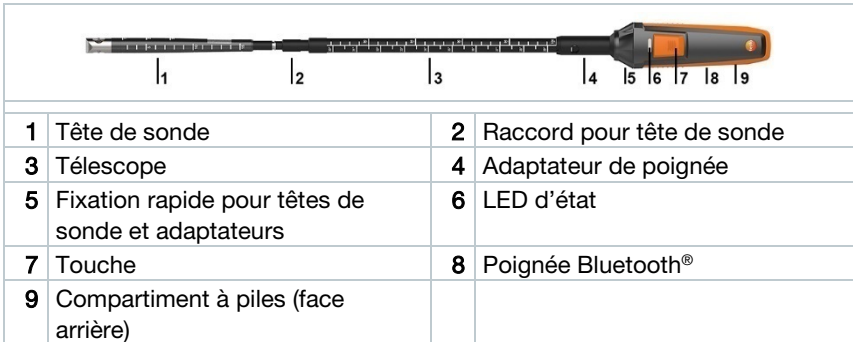 1 2 3 4 5 6 7 8 9
1 Tête de sonde 2 Raccord pour tête de sonde
3 Télescope 4 Adaptateur de poignée
5 Fixation rapide pour têtes de 6 LED d’état
sonde et adaptateurs
7 Touche 8 Poignée Bluetooth®
9 Compartiment à piles (face
arrière)